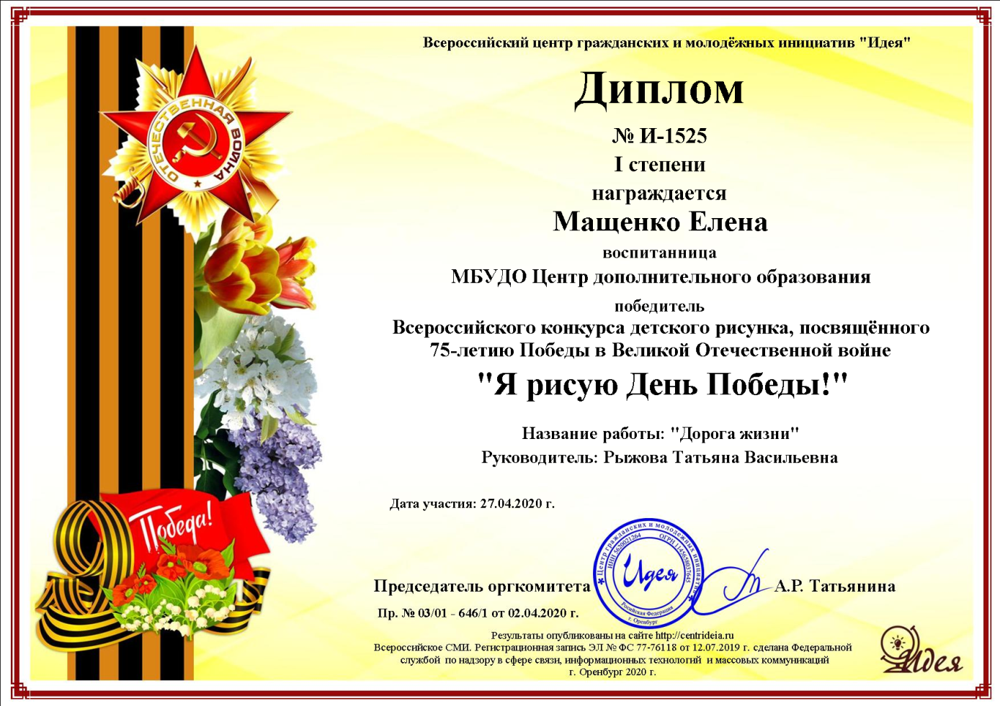 Всероссийский центр гражданских и молодёжных инициатив "Идея"
Диплом
№ И-1525
I степени
награждается
Мащенко Елена
воспитанница
МБУДО Центр дополнительного образования
победитель
Всероссийского конкурса детского рисунка, посвящённого
75-летию Победы в Великой Отечественной войне
"Я рисую День Победы!"
Название работы: "Дорога жизни"
Руководитель: Рыжова Татьяна Васильевна
Дата участия: 27.04.2020 г.
Председатель оргкомитета
А.Р. Татьянина
Пр. № 03/01 - 646/1 от 02.04.2020 г.
Результаты опубликованы на сайте http://centrideia.ru
Всероссийское СМИ. Регистрационная запись ЭЛ № ФС 77-76118 от 12.07.2019 г. сделана Федеральной
службой по надзору в сфере связи, информационных технологий и массовых коммуникаций
г. Оренбург 2020 г.
ОТЕЧЕСТВЕННАЯ ВОЙНА
Победа!
Центр гражданских и молодежных инициатив
ИНН 5620021264
ОГРН 1145658037645
Идея
Российская Федерация
г. Оренбург
Идея